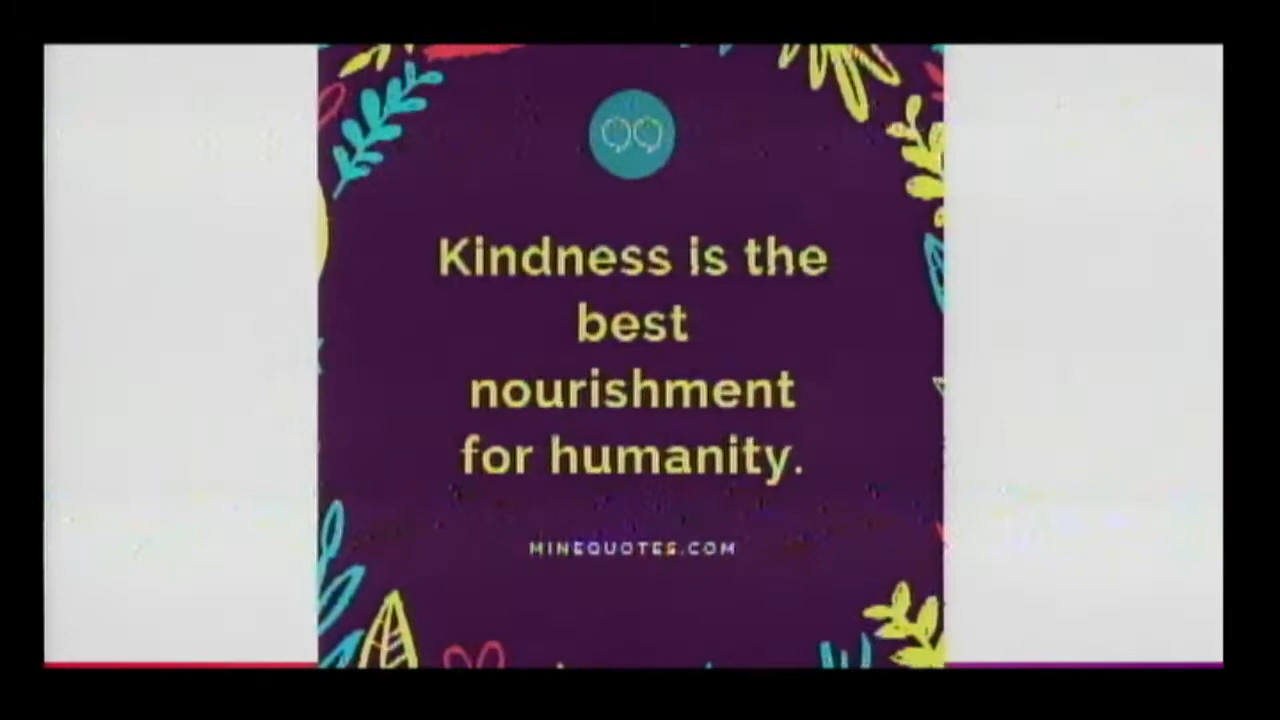 Kindness is the
best
nourishment
for humanity.
MINEQUOTES.COM